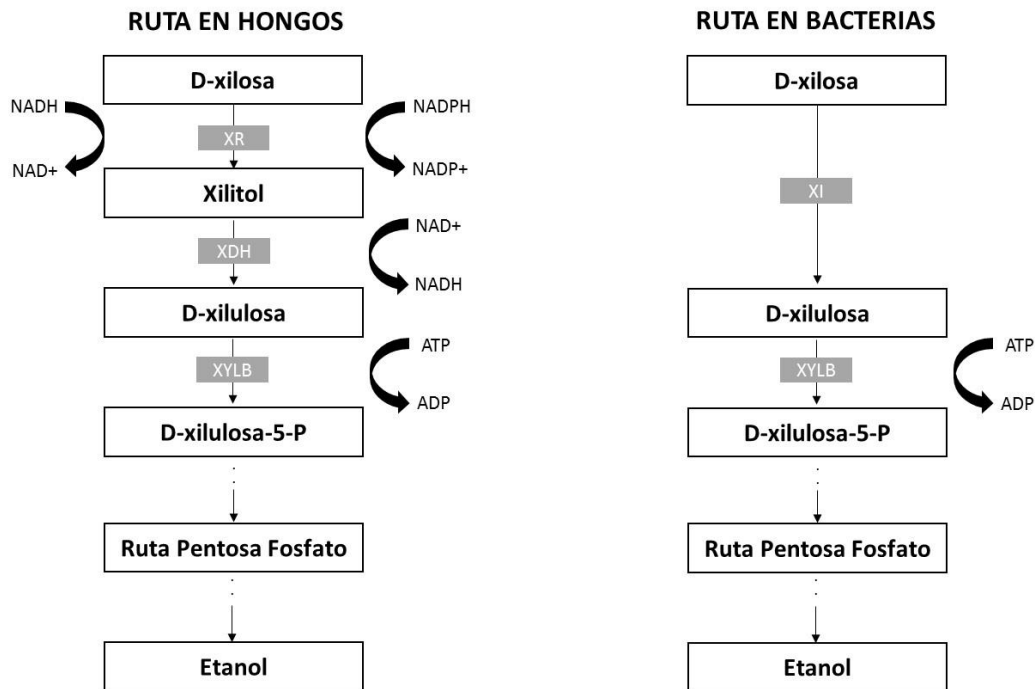 RUTA EN HONGOS
D-xilosa
NADH
NADPH
XR
NAD+
NADP+
Xilitol
NAD+
XDH
NADH
D-xilulosa
ATP
XYLB
ADP
D-xilulosa-5-P
Ruta Pentosa Fosfato
Etanol
RUTA EN BACTERIAS
D-xilosa
XI
D-xilulosa
ATP
XYLB
ADP
D-xilulosa-5-P
Ruta Pentosa Fosfato
Etanol